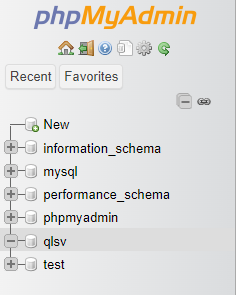 phpMyAdmin
Recent Favorites
New
information_schema
mysql
performance_schema
phpmyadmin
qlsv
test